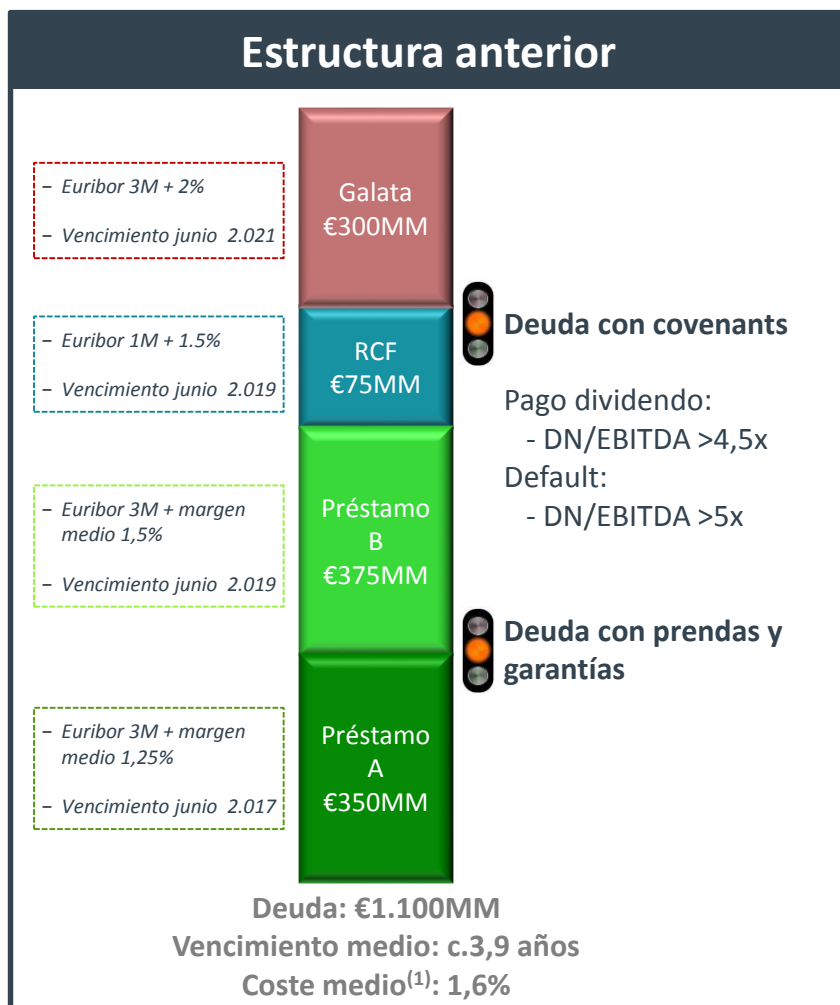 Estructura anterior
− Euribor 3M + 2%
− Vencimiento junio 2.021
Galata
€300MM
− Euribor 1M + 1.5%
− Vencimiento junio 2.019
RCF
€75MM
Deuda con covenants
Pago dividendo:
- DN/EBITDA >4,5x
Default:
- DN/EBITDA >5x
− Euribor 3M + margen
medio 1,5%
− Vencimiento junio 2.019
Préstamo
B
€375MM
Deuda con prendas y
garantías
− Euribor 3M + margen
medio 1,25%
− Vencimiento junio 2.017
Préstamo
A
€350MM
Deuda: €1.100MM
Vencimiento medio: c.3,9 años
Coste medio(1): 1,6%